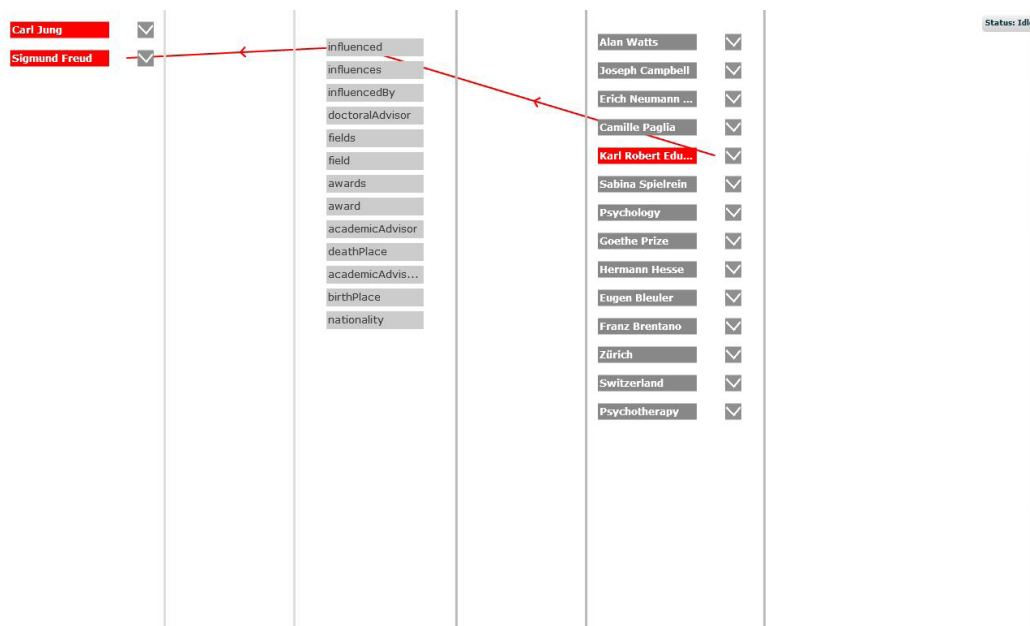 Carl Jung
Sigmund Freud
influenced
influences
influencedBy
doctoralAdvisor
fields
field
awards
award
academicAdvisor
deathPlace
academicAdvis...
birthPlace
nationality
Alan Watts
Joseph Campbell
Erich Neumann ...
Camille Paglia
Karl Robert Edu...
Sabina Spielrein
Psychology
Goethe Prize
Hermann Hesse
Eugen Bleuler
Franz Brentano
Zürich
Switzerland
Psychotherapy
Status: Idl